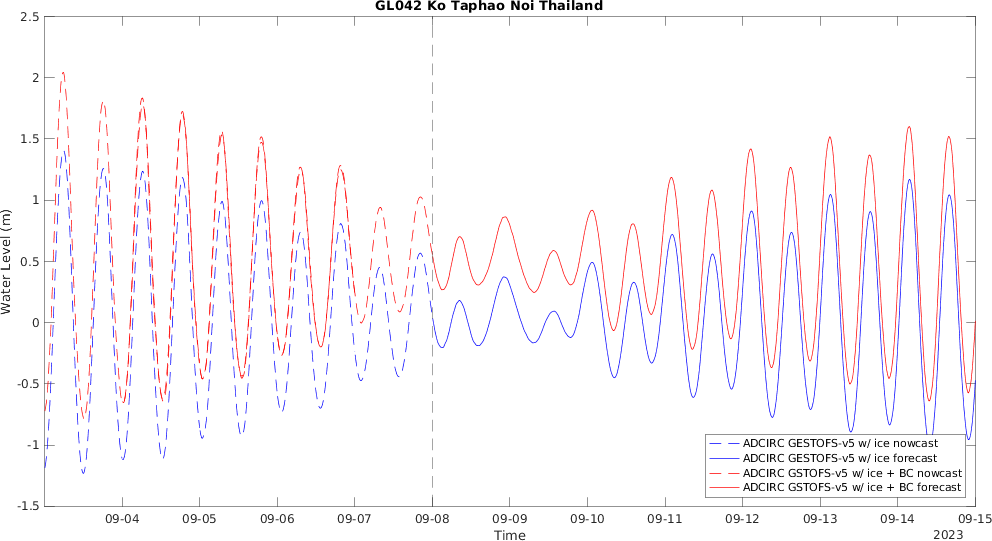 GL042 Ko Taphao Noi Thailand
2.5
2
1.5
1
0.5
0
-0.5
-1
-1.5
Water Level (m)
ADCIRC GESTOFS-v5 w/ ice nowcast
ADCIRC GESTOFS-v5 w/ ice forecast
ADCIRC GSTOFS-v5 w/ ice + BC nowcast
ADCIRC GSTOFS-v5 w/ ice + BC forecast
09-04 09-05 09-06 09-07 09-08 09-09 09-10 09-11 09-12 09-13 09-14 09-15
Time
2023